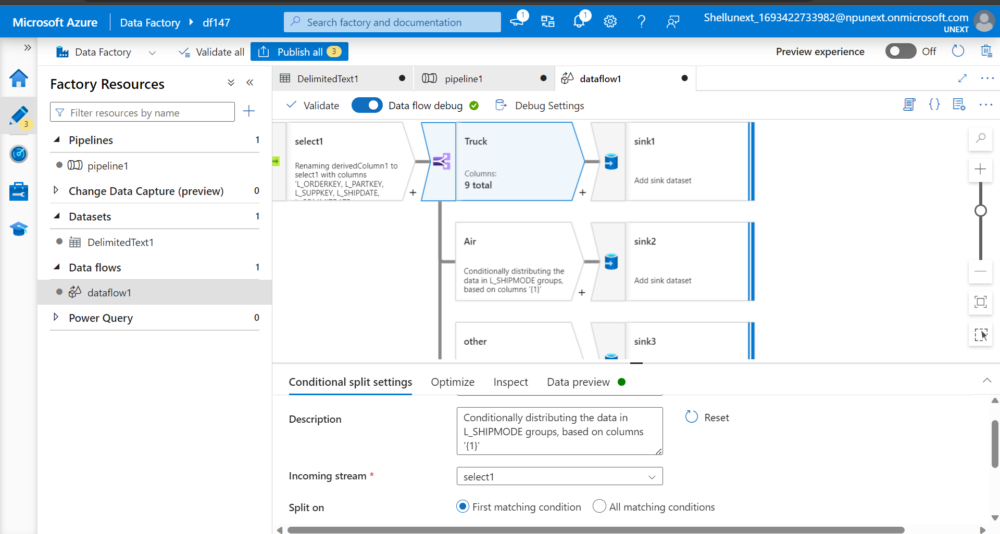 Microsoft Azure
Data Factory
df147
Search factory and documentation
1
1
Shellunext_1693422733982@npunext.onmicrosoft.com
UNEXT
Data Factory
Validate all
Publish all
3
Preview experience
Off
3
Factory Resources
Filter resources by name
Pipelines
1
pipeline1
Change Data Capture (preview)
0
Datasets
1
DelimitedText1
Data flows
1
dataflow1
Power Query
0
DelimitedText1
pipeline1
dataflow1
Validate
Data flow debug
Debug Settings
select1
Renaming derivedColumn1 to
select1 with columns
'L_ORDERKEY, L_PARTKEY,
L_SUPPKEY, L_SHIPDATE,
+
Truck
Columns:
9 total
+
sink1
Add sink dataset
Air
Conditionally distributing the
data in L_SHIPMODE groups,
based on columns '{1}'
+
sink2
Add sink dataset
other
sink3
Conditional split settings
Optimize
Inspect
Data preview
Description
Conditionally distributing the data in
L_SHIPMODE groups, based on columns
'{1}'
Reset
Incoming stream *
select1
Split on
First matching condition
All matching conditions